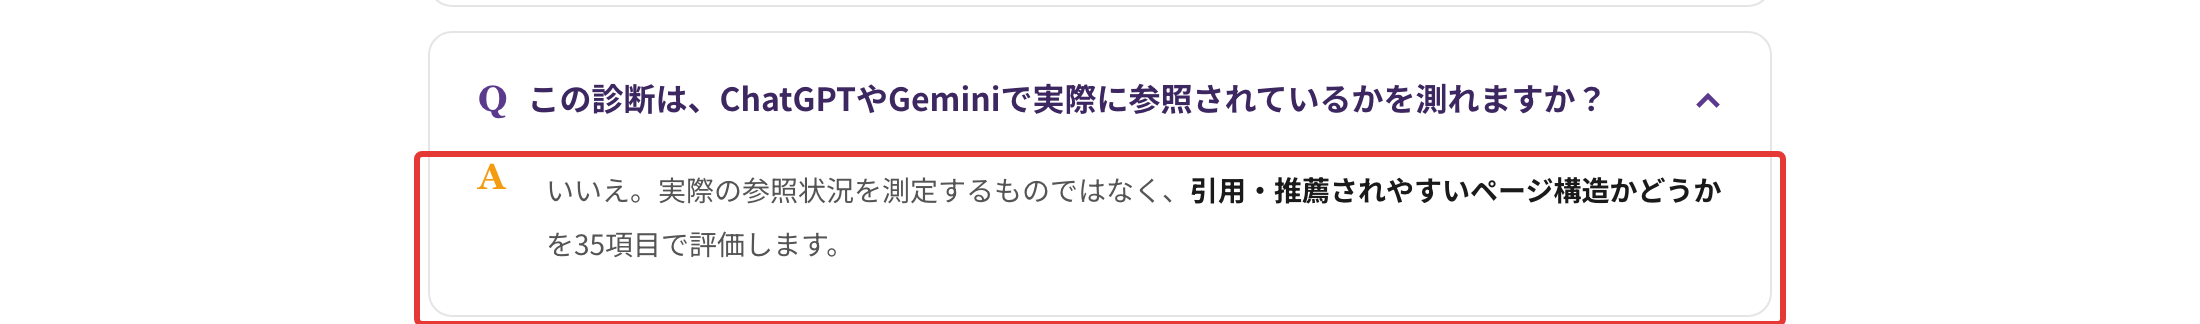 Q この診断は、ChatGPTやGeminiで実際に参照されているかを測れますか？
A いいえ。実際の参照状況を測定するものではなく、引用・推薦されやすいページ構造かどうか
を35項目で評価します。